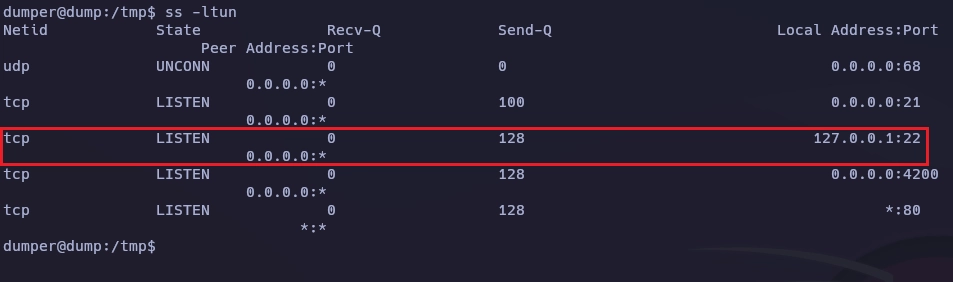 dumper@dump:/tmp$ ss -ltun
Netid State Recv-Q Send-Q Local Address:Port
Peer Address:Port
udp UNCONN 0 0 0.0.0.0:68
0.0.0.0:*
tcp LISTEN 0 100 0.0.0.0:21
0.0.0.0:*
tcp LISTEN 0 128 127.0.0.1:22
0.0.0.0:*
tcp LISTEN 0 128 0.0.0.0:4200
0.0.0.0:*
tcp LISTEN 0 128 *:80
*:*
dumper@dump:/tmp$